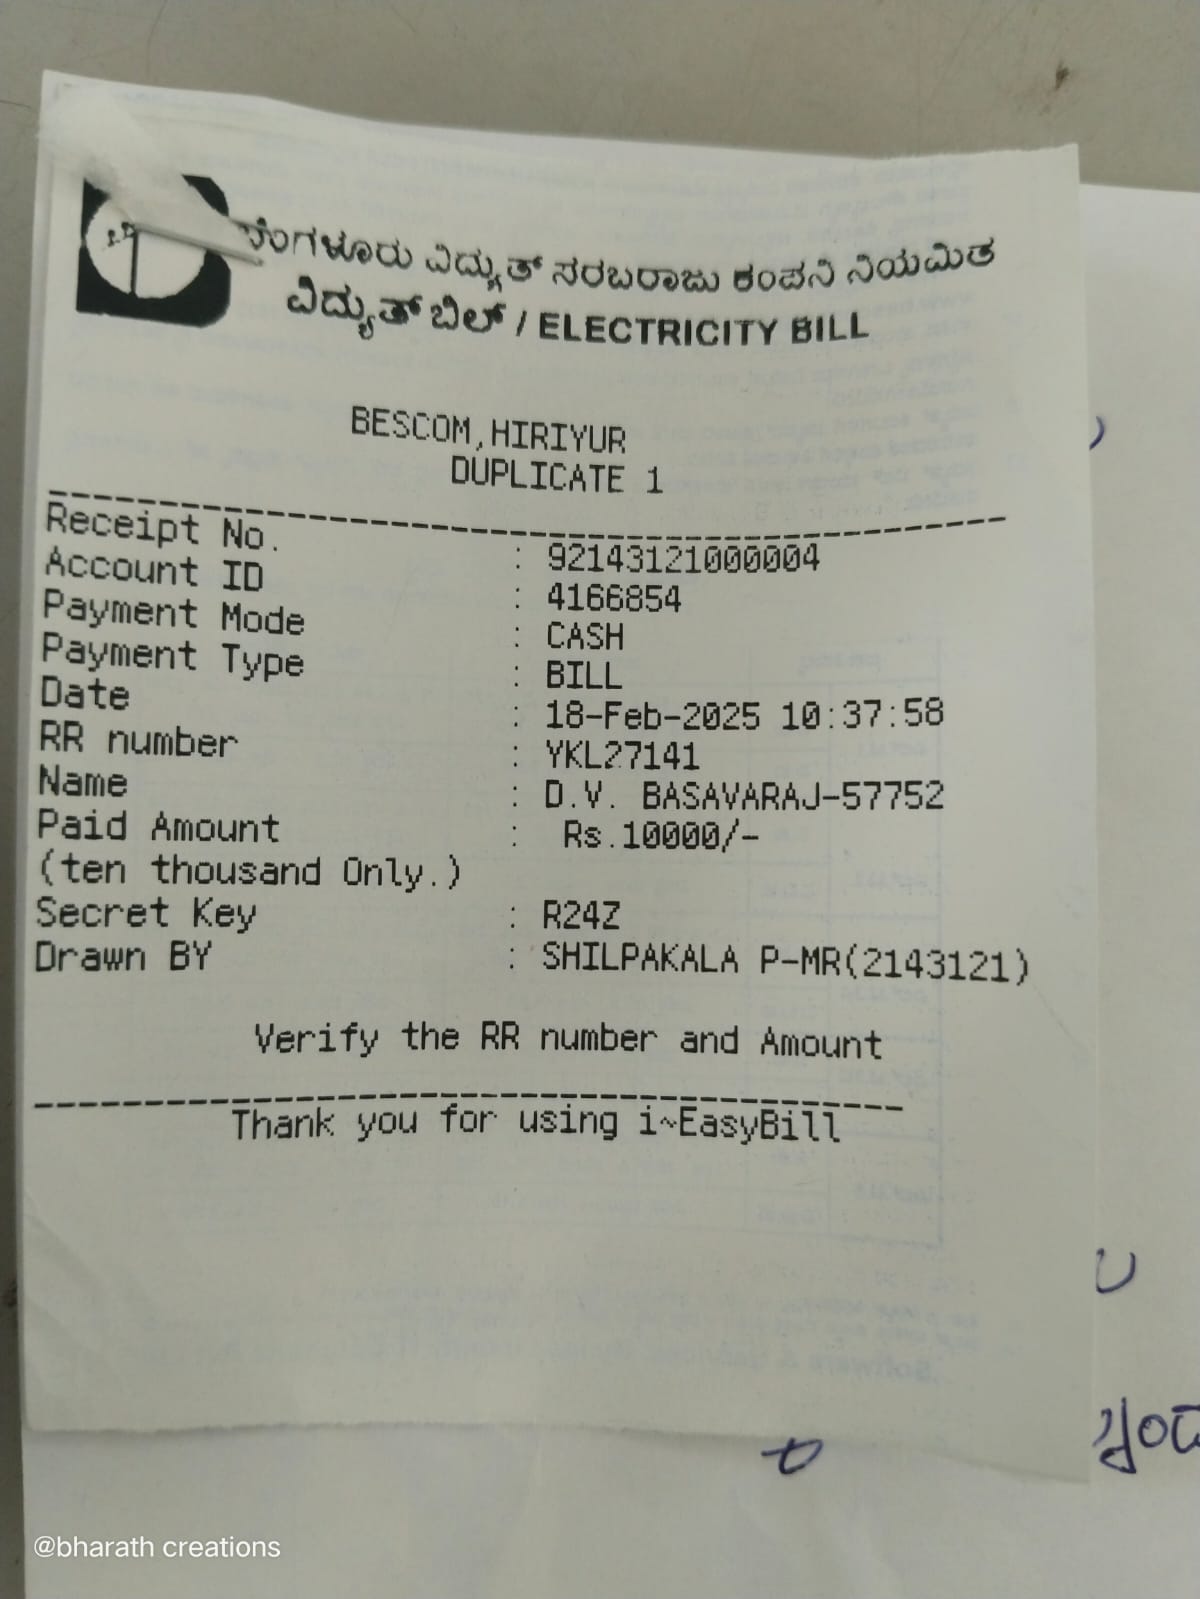 ಬೆಂಗಳೂರು ವಿದ್ಯುತ್ ಸರಬರಾಜು ಕಂಪನಿ ನಿಯಮಿತ
ವಿದ್ಯುತ್ ಬಿಲ್ / ELECTRICITY BILL
BESCOM,HIRIYUR
DUPLICATE 1
Receipt No. : 92143121000004
Account ID : 4166854
Payment Mode : CASH
Payment Type : BILL
Date : 18-Feb-2025 10:37:58
RR number : YKL27141
Name : D.V. BASAVARAJ-57752
Paid Amount : Rs.10000/-
(ten thousand Only.)
Secret Key : R24Z
Drawn BY : SHILPAKALA P-MR(2143121)
Verify the RR number and Amount
Thank you for using i~EasyBill
@bharath creations